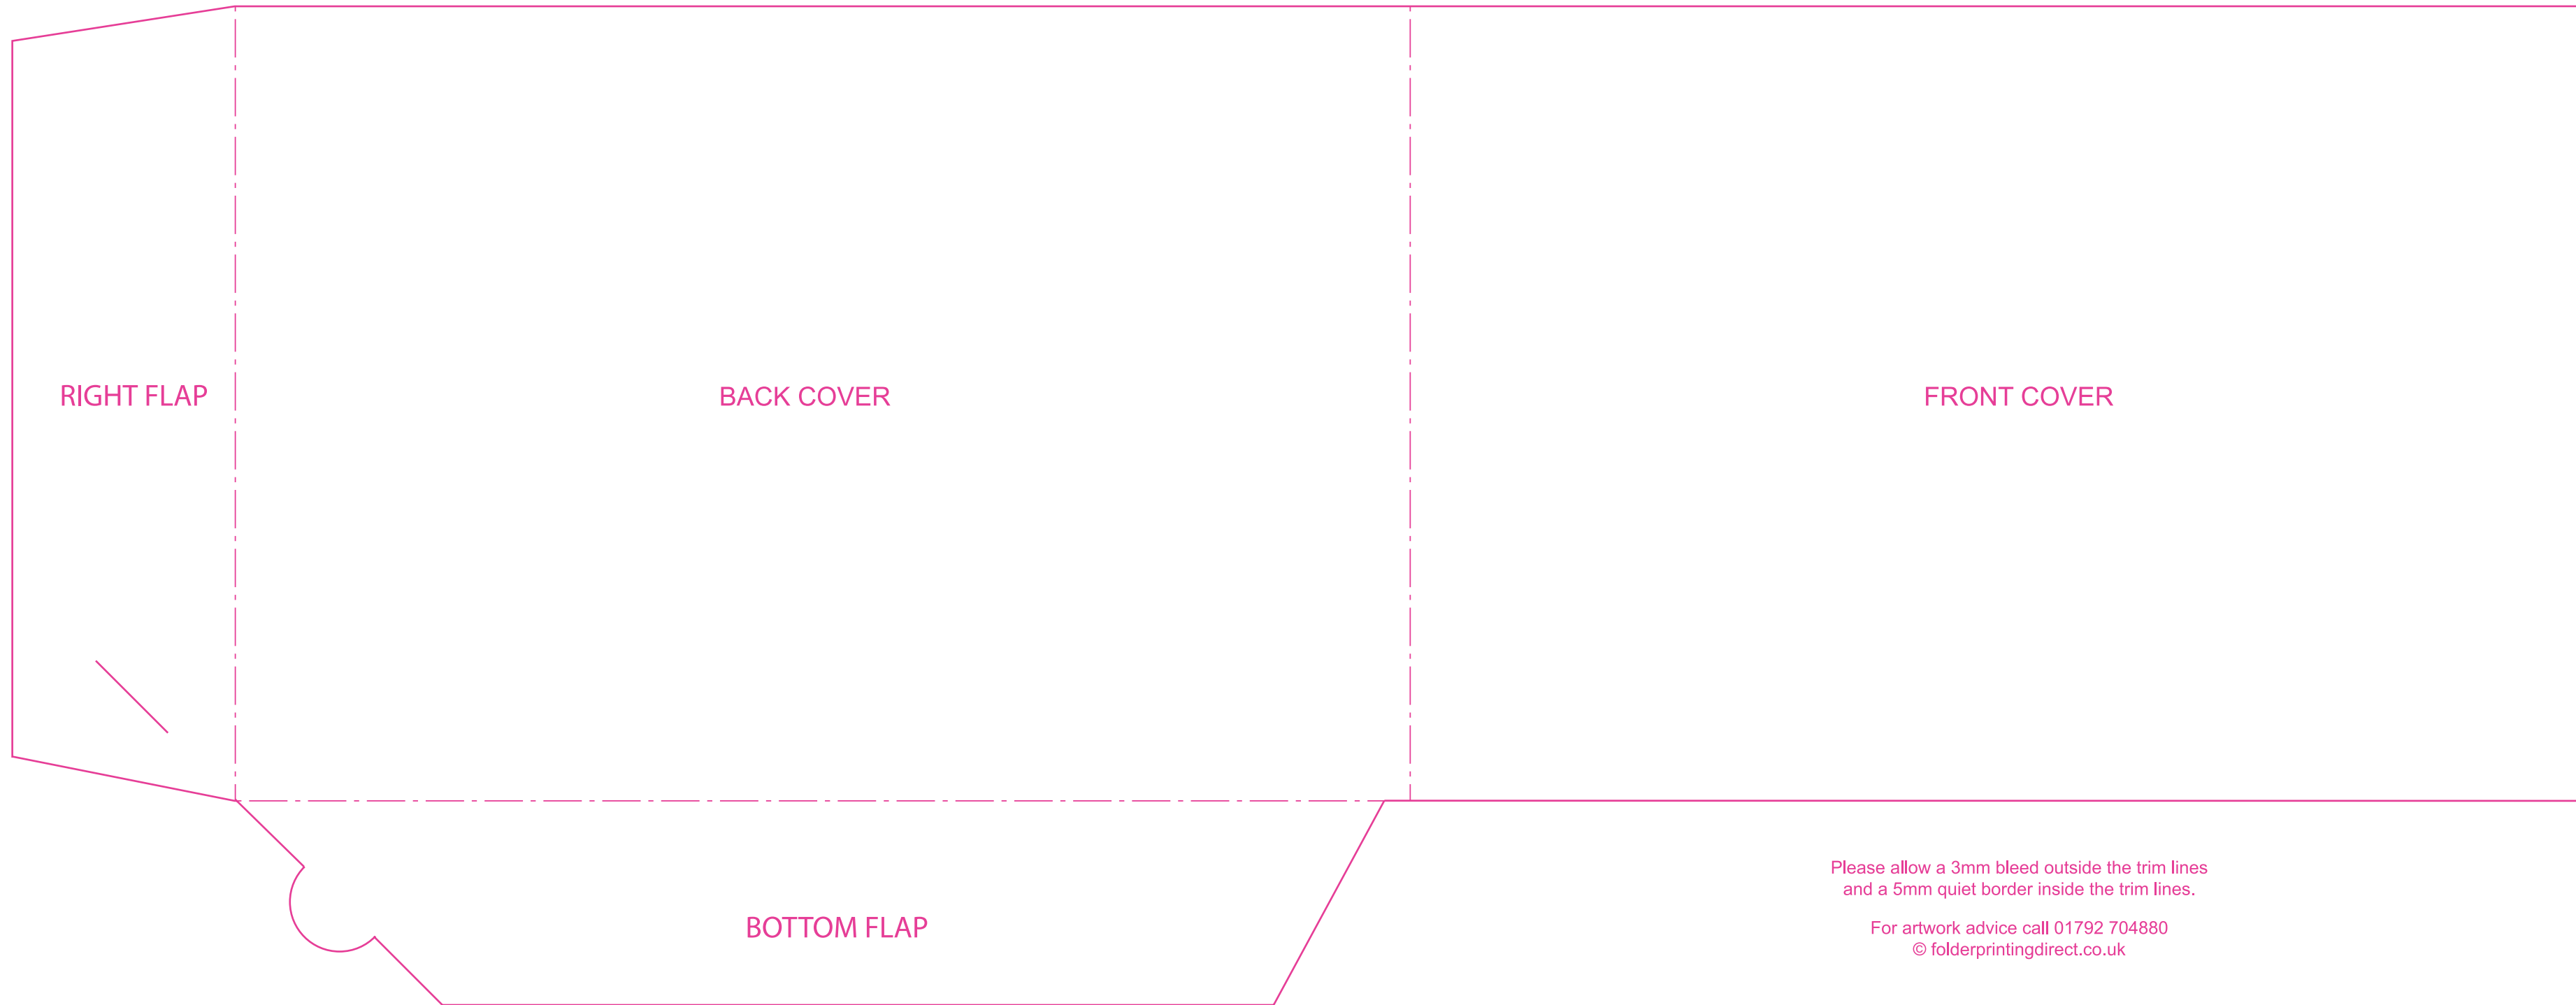 RIGHT FLAP
BACK COVER
FRONT COVER
BOTTOM FLAP
Please allow a 3mm bleed outside the trim lines
and a 5mm quiet border inside the trim lines.
For artwork advice call 01792 704880
© folderprintingdirect.co.uk